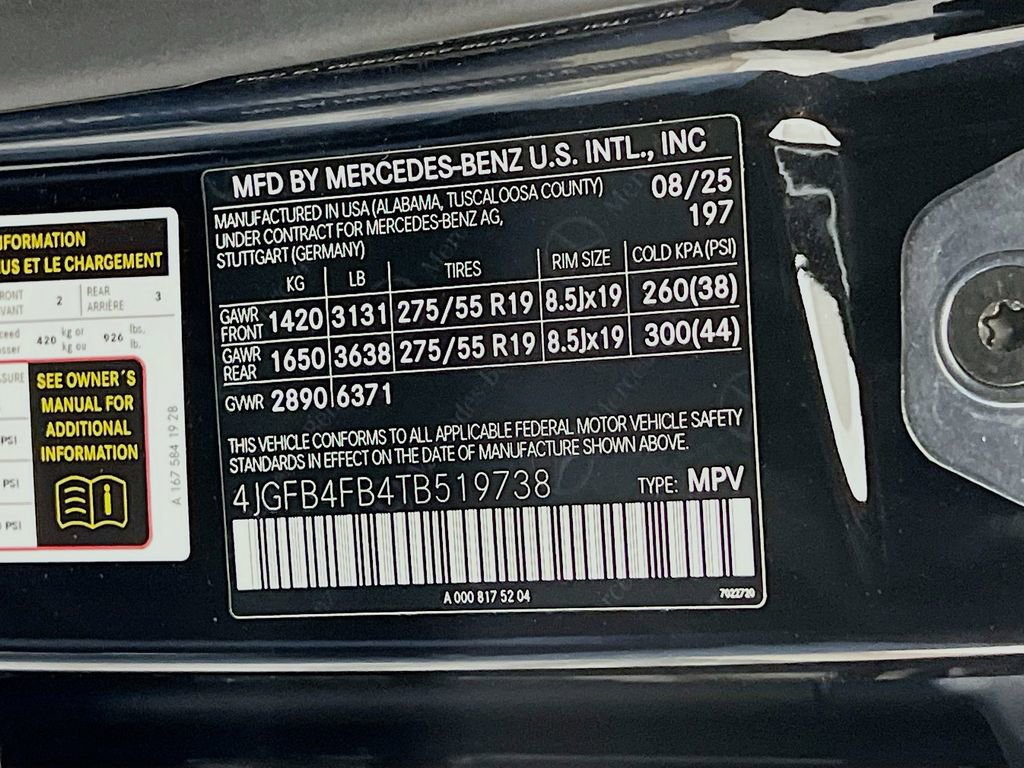 MFD BY MERCEDES-BENZ U.S. INTL., INC
MANUFACTURED IN USA (ALABAMA, TUSCALOOSA COUNTY) 08/25
UNDER CONTRACT FOR MERCEDES-BENZ AG, 197
STUTTGART (GERMANY)
KG LB TIRES RIM SIZE COLD KPA(PSI)
GAWR FRONT 1420 3131 275/55 R19 8.5Jx19 260(38)
GAWR REAR 1650 3638 275/55 R19 8.5Jx19 300(44)
GVWR 2890 6371
THIS VEHICLE CONFORMS TO ALL APPLICABLE FEDERAL MOTOR VEHICLE SAFETY
STANDARDS IN EFFECT ON THE DATE OF MANUFACTURE SHOWN ABOVE.
4JGFB4FB4TB519738 TYPE: MPV
A 000 817 52 04 7022720
ET LE CHARGEMENT
2 REAR 3
ARRIÈRE
420 kg or 926 lbs.
kg ou lb.
SEE OWNER´S
MANUAL FOR
ADDITIONAL
INFORMATION
PSI
PSI
PSI
A 167 584 19 28